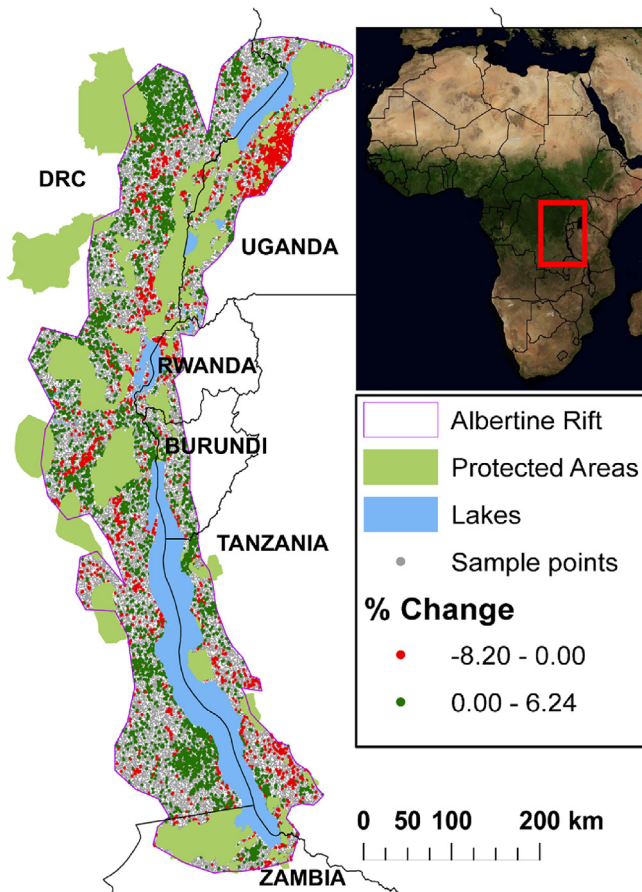 DRC
UGANDA
RWANDA
BURUNDI
TANZANIA
ZAMBIA
Albertine Rift
Protected Areas
Lakes
Sample points
% Change
-8.20 - 0.00
0.00 - 6.24
0 50 100 200 km